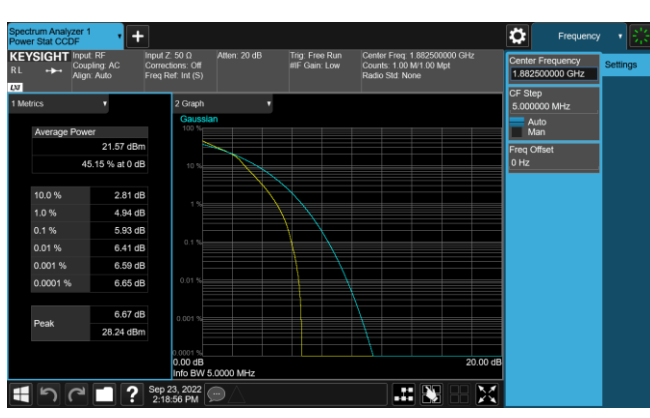 Spectrum Analyzer 1
Power Stat CCDF
Frequency
KEYSIGHT
R L
LXI
Input: RF
Coupling: AC
Align: Auto
Input Z: 50 Ω
Corrections: Off
Freq Ref: Int (S)
Atten: 20 dB
Trig: Free Run
#IF Gain: Low
Center Freq: 1.882500000 GHz
Counts: 1.00 M/1.00 Mpt
Radio Std: None
Center Frequency
1.882500000 GHz
Settings
CF Step
5.000000 MHz
Auto
Man
Freq Offset
0 Hz
1 Metrics
Average Power
21.57 dBm
45.15 % at 0 dB
10.0 % 2.81 dB
1.0 % 4.94 dB
0.1 % 5.93 dB
0.01 % 6.41 dB
0.001 % 6.59 dB
0.0001 % 6.65 dB
Peak
6.67 dB
28.24 dBm
2 Graph
Gaussian
100 %
10 %
1 %
0.1 %
0.01 %
0.001 %
0.0001 %
0.00 dB 20.00 dB
Info BW 5.0000 MHz
?
Sep 23, 2022
2:18:56 PM